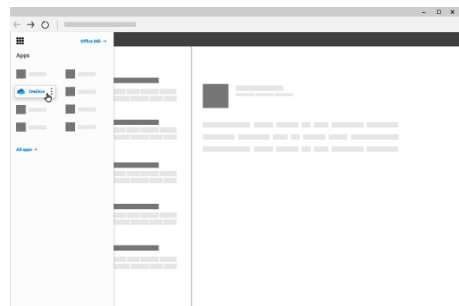 Office 365 →
Apps
OneDrive
All apps →